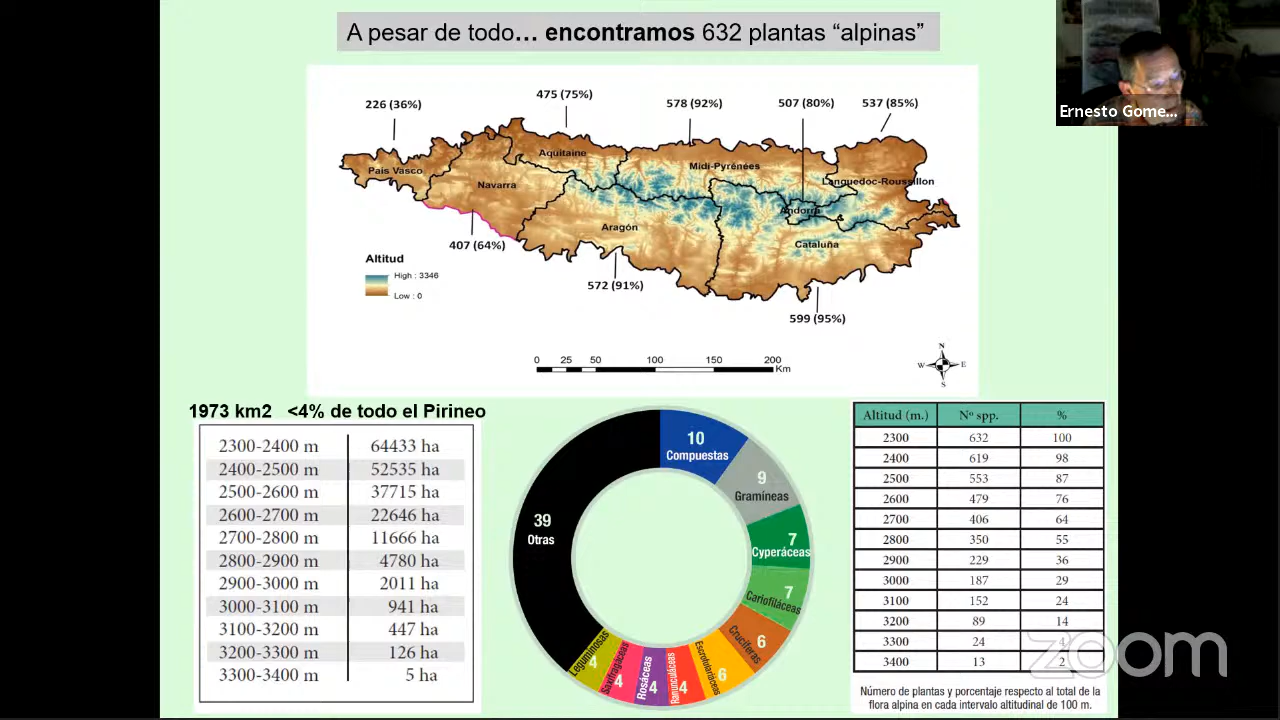 A pesar de todo… encontramos 632 plantas “alpinas”
Ernesto Gome...
226 (36%)
475 (75%)
578 (92%)
507 (80%)
537 (85%)
País Vasco
Navarra
Aquitaine
Midi-Pyrénées
Languedoc-Roussillon
Andorra
Aragón
Cataluña
407 (64%)
572 (91%)
599 (95%)
Altitud
High : 3346
Low : 0
0 25 50 100 150 200
Km
N
W E
S
1973 km2 <4% de todo el Pirineo
2300-2400 m 64433 ha
2400-2500 m 52535 ha
2500-2600 m 37715 ha
2600-2700 m 22646 ha
2700-2800 m 11666 ha
2800-2900 m 4780 ha
2900-3000 m 2011 ha
3000-3100 m 941 ha
3100-3200 m 447 ha
3200-3300 m 126 ha
3300-3400 m 5 ha
10
Compuestas
9
Gramíneas
7
Cyperáceas
7
Cariofiláceas
6
Crucíferas
6
Escrofulariáceas
4
Ranunculáceas
4
Rosáceas
4
Saxifragáceas
4
Leguminosas
39
Otras
Altitud (m.) Nº spp. %
2300 632 100
2400 619 98
2500 553 87
2600 479 76
2700 406 64
2800 350 55
2900 229 36
3000 187 29
3100 152 24
3200 89 14
3300 24 4
3400 13 2
Número de plantas y porcentaje respecto al total de la
flora alpina en cada intervalo altitudinal de 100 m.
zoom